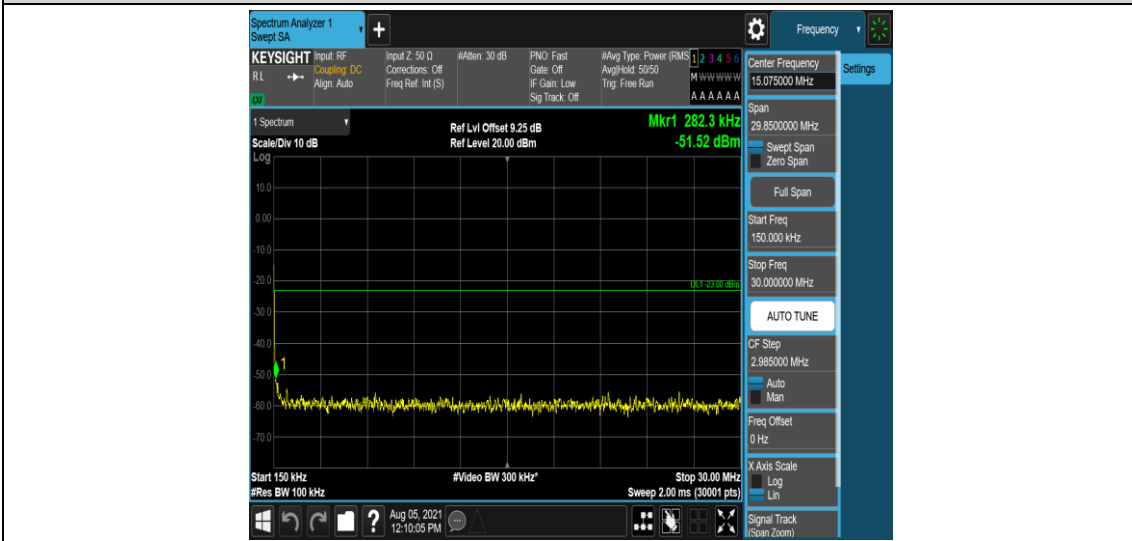 Spectrum Analyzer 1
Swept SA
Frequency
KEYSIGHT
RL
LXI
Input: RF
Coupling: DC
Align: Auto
Input Z: 50 Ω
Corrections: Off
Freq Ref: Int (S)
#Atten: 30 dB
PNO: Fast
Gate: Off
IF Gain: Low
Sig Track: Off
#Avg Type: Power (RMS
Avg|Hold: 50/50
Trig: Free Run
1 2 3 4 5 6
M W W W W W
A A A A A A
1 Spectrum
Scale/Div 10 dB
Log
Ref Lvl Offset 9.25 dB
Ref Level 20.00 dBm
Mkr1 282.3 kHz
-51.52 dBm
10.0
0.00
-10.0
-20.0
DL1 -23.00 dBm
-30.0
-40.0
1
-50.0
-60.0
-70.0
Start 150 kHz
#Res BW 100 kHz
#Video BW 300 kHz*
Stop 30.00 MHz
Sweep 2.00 ms (30001 pts)
?
Aug 05, 2021
12:10:05 PM
Center Frequency
15.075000 MHz
Settings
Span
29.8500000 MHz
Swept Span
Zero Span
Full Span
Start Freq
150.000 kHz
Stop Freq
30.000000 MHz
AUTO TUNE
CF Step
2.985000 MHz
Auto
Man
Freq Offset
0 Hz
X Axis Scale
Log
Lin
Signal Track
(Span Zoom)